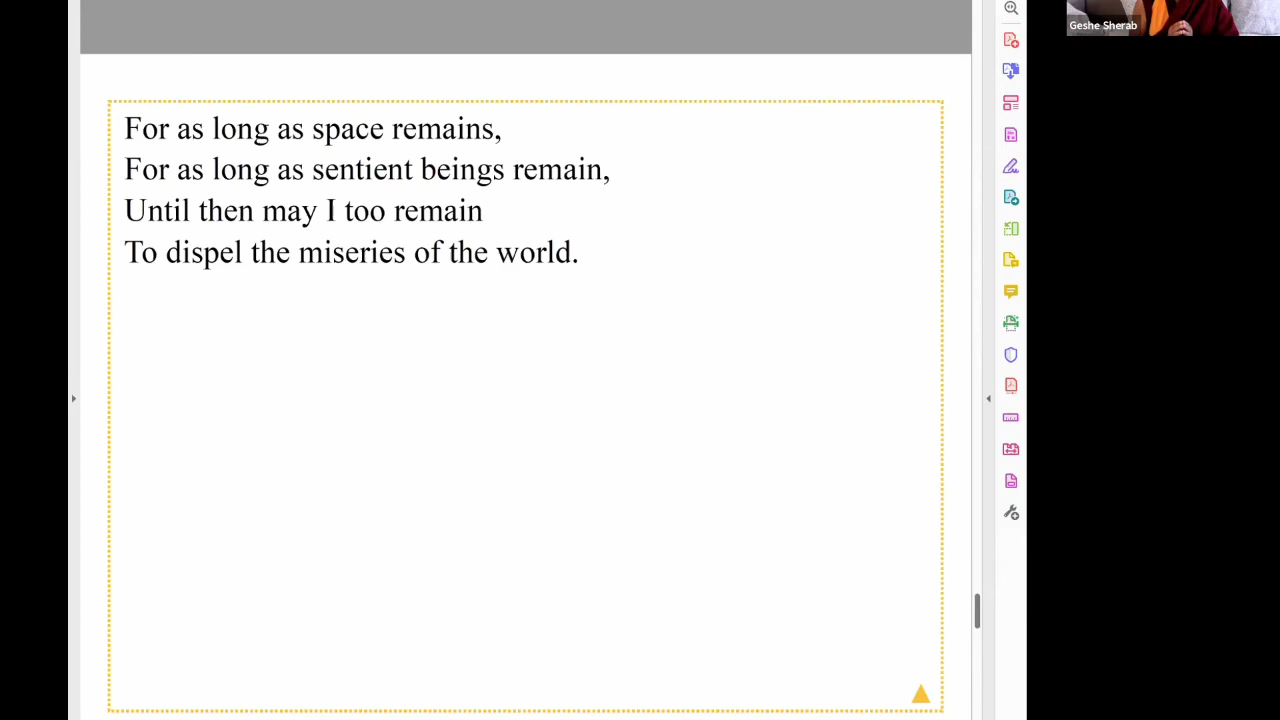 Geshe Sherab
For as long as space remains,
For as long as sentient beings remain,
Until then may I too remain
To dispel the miseries of the world.